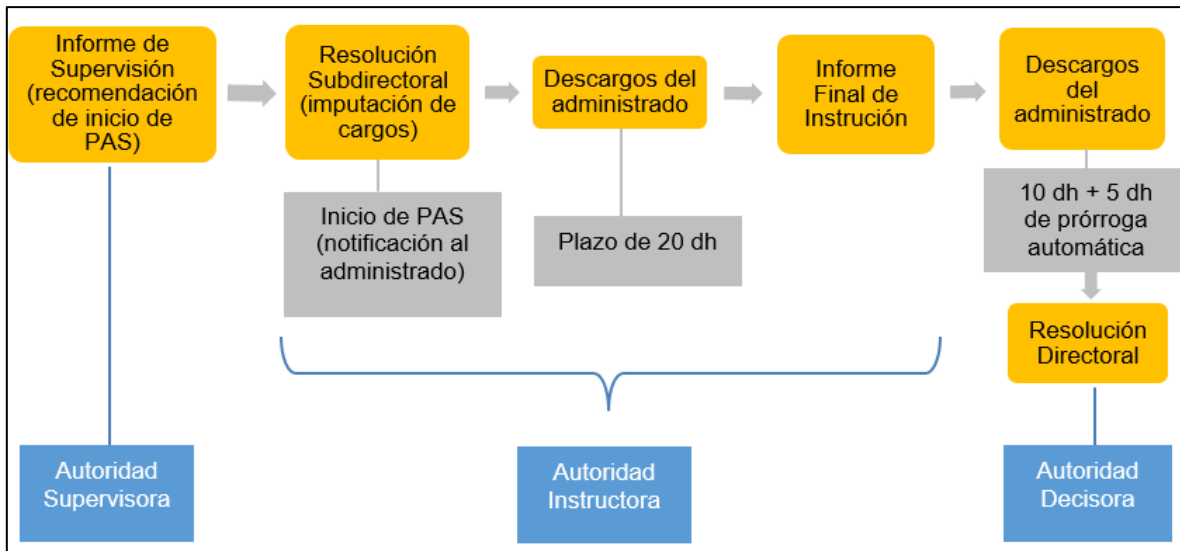 Informe de
Supervisión
(recomendación
de inicio de
PAS)
Resolución
Subdirectoral
(imputación de
cargos)
Descargos del
administrado
Informe
Final de
Instrución
Descargos
del
administrado
Inicio de PAS
(notificación al
administrado)
Plazo de 20 dh
10 dh + 5 dh
de prórroga
automática
Resolución
Directoral
Autoridad
Supervisora
Autoridad
Instructora
Autoridad
Decisora